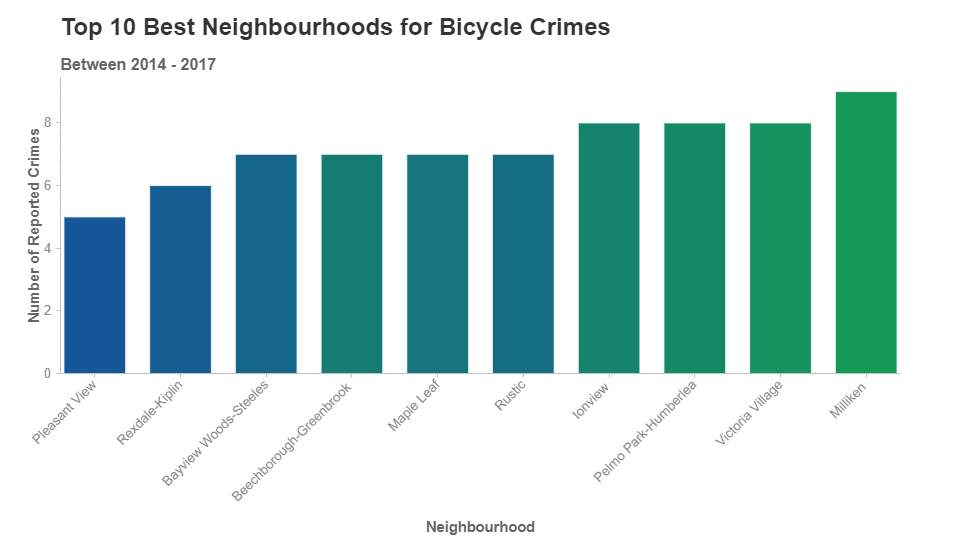 Top 10 Best Neighbourhoods for Bicycle Crimes
Between 2014 - 2017
Number of Reported Crimes
8
6
4
2
0
Pleasant View
Rexdale-Kiplin
Bayview Woods-Steeles
Beechborough-Greenbrook
Maple Leaf
Rustic
Ionview
Pelmo Park-Humberlea
Victoria Village
Milliken
Neighbourhood